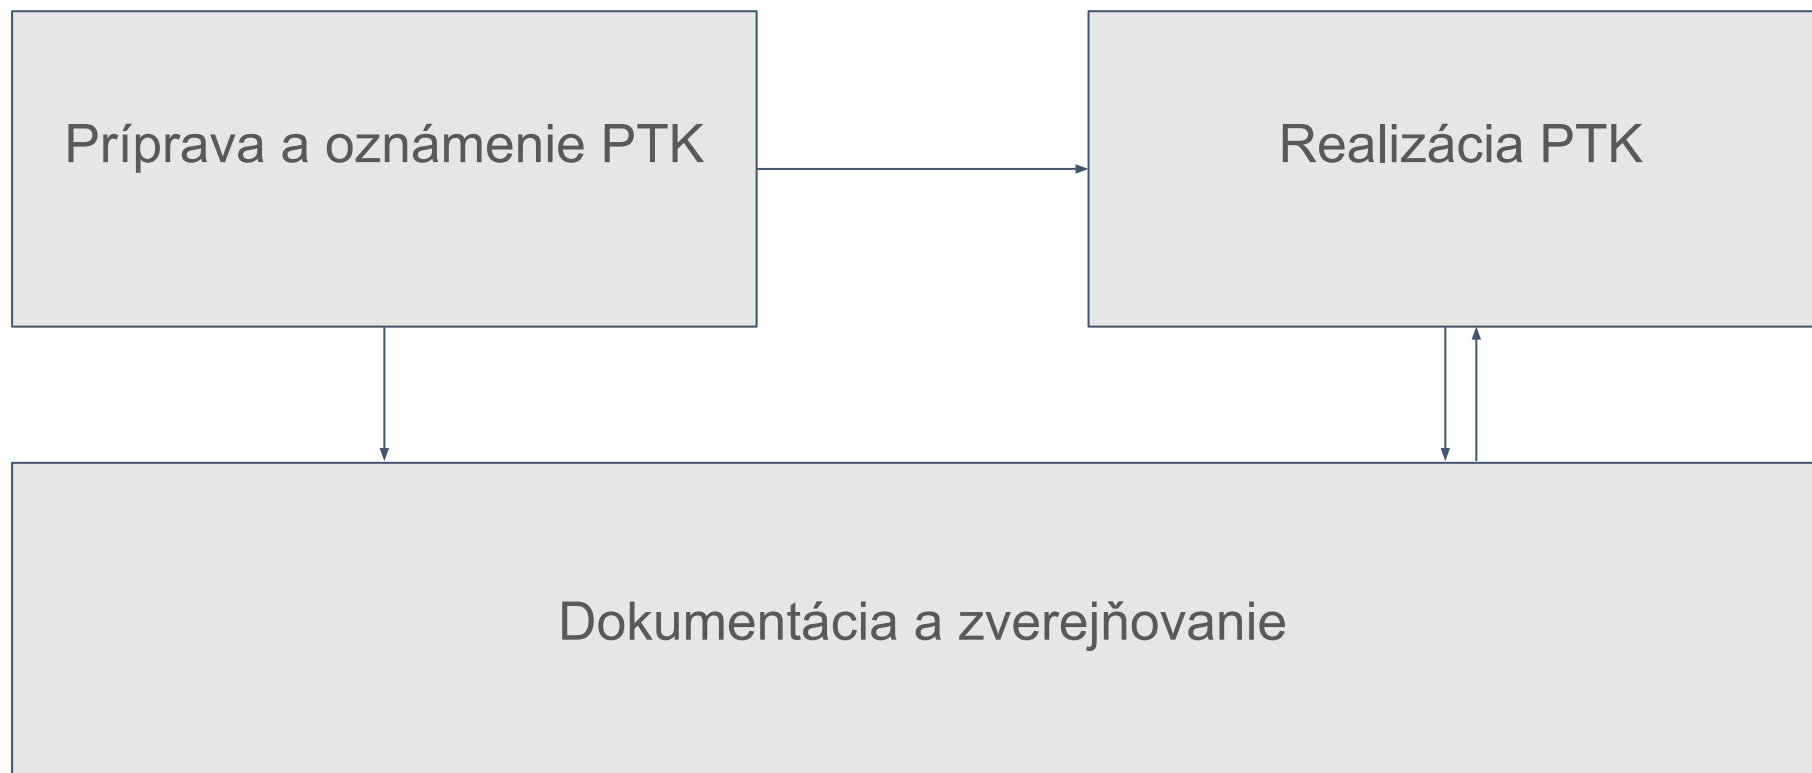 Príprava a oznámenie PTK
Realizácia PTK
Dokumentácia a zverejňovanie